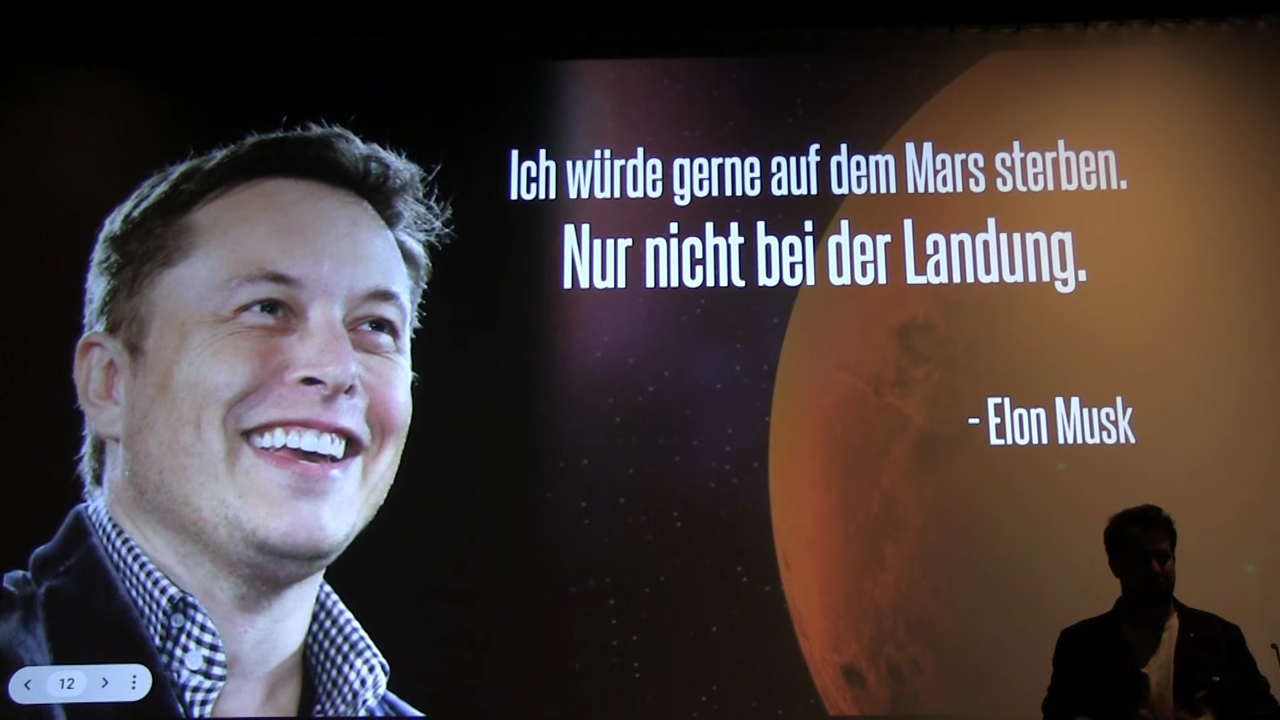 Ich würde gerne auf dem Mars sterben.
Nur nicht bei der Landung.
- Elon Musk
12